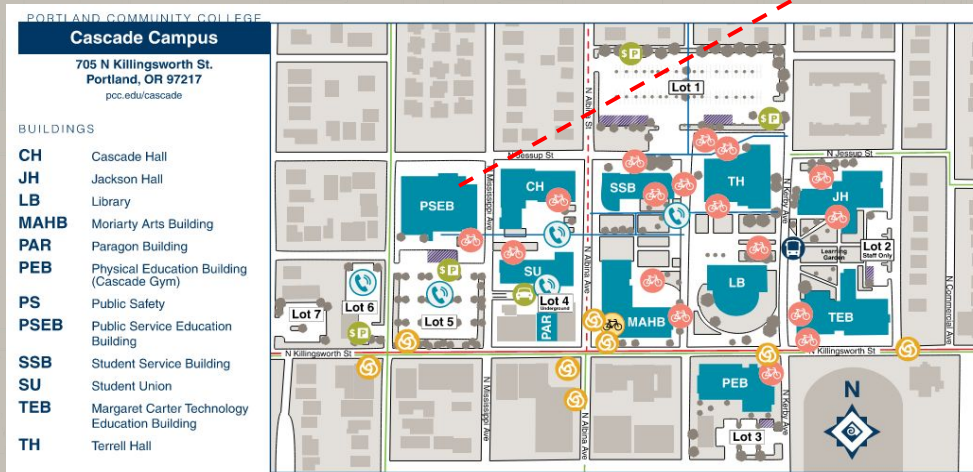 PORTLAND COMMUNITY COLLEGE
Cascade Campus
705 N Killingsworth St.
Portland, OR 97217
pcc.edu/cascade
BUILDINGS
CH Cascade Hall
JH Jackson Hall
LB Library
MAHB Moriarty Arts Building
PAR Paragon Building
PEB Physical Education Building
(Cascade Gym)
PS Public Safety
PSEB Public Service Education
Building
SSB Student Service Building
SU Student Union
TEB Margaret Carter Technology
Education Building
TH Terrell Hall
$ P
Lot 1
N Albina St
$ P
N Jessup St
N Jessup St
PSEB
N Mississippi Ave
CH
SSB
TH
N Kerby Ave
JH
N Albina Ave
Lot 2
Staff Only
Learning
Garden
N Commercial Ave
$ P
SU
LB
Lot 6
Lot 7
Lot 5
Lot 4
Underground
PAR
MAHB
TEB
$ P
N Killingsworth St
N Killingsworth St
N Mississippi Ave
N Albina Ave
PEB
N Kerby Ave
Lot 3
N